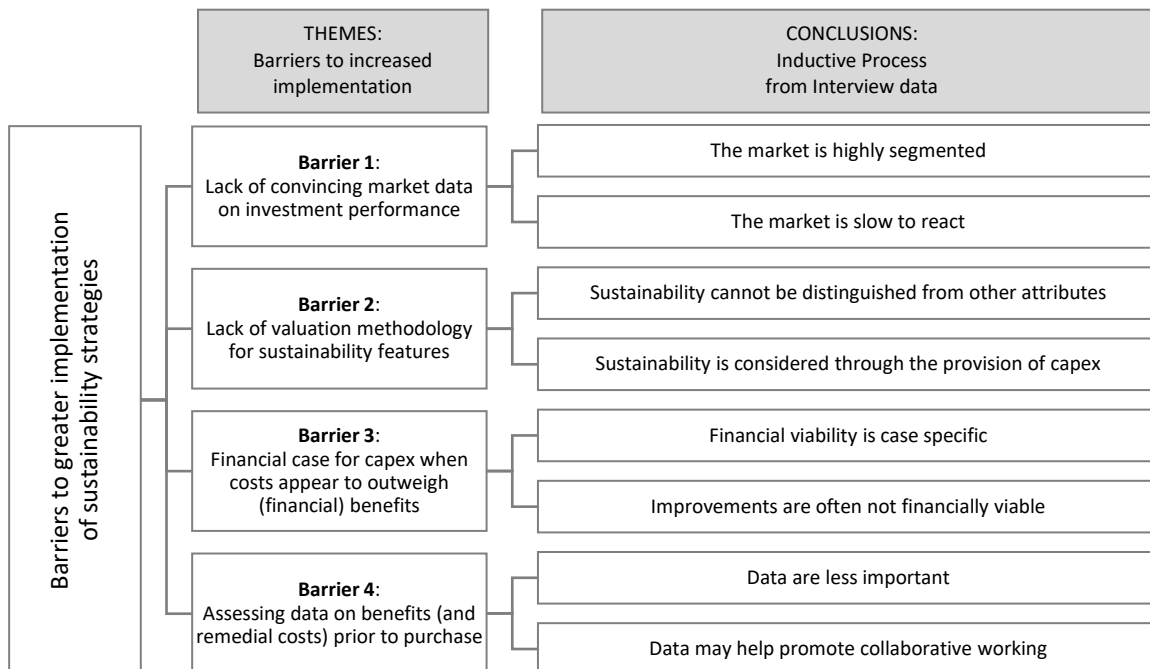 THEMES:
Barriers to increased
implementation
CONCLUSIONS:
Inductive Process
from Interview data
Barriers to greater implementation
of sustainability strategies
Barrier 1:
Lack of convincing market data
on investment performance
The market is highly segmented
The market is slow to react
Barrier 2:
Lack of valuation methodology
for sustainability features
Sustainability cannot be distinguished from other attributes
Sustainability is considered through the provision of capex
Barrier 3:
Financial case for capex when
costs appear to outweigh
(financial) benefits
Financial viability is case specific
Improvements are often not financially viable
Barrier 4:
Assessing data on benefits (and
remedial costs) prior to purchase
Data are less important
Data may help promote collaborative working